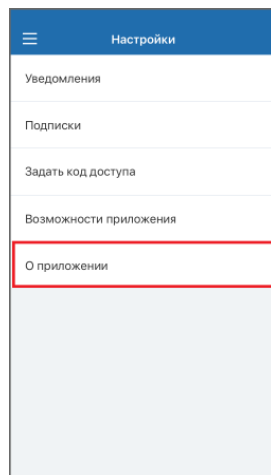 Настройки
Уведомления
Подписки
Задать код доступа
Возможности приложения
О приложении